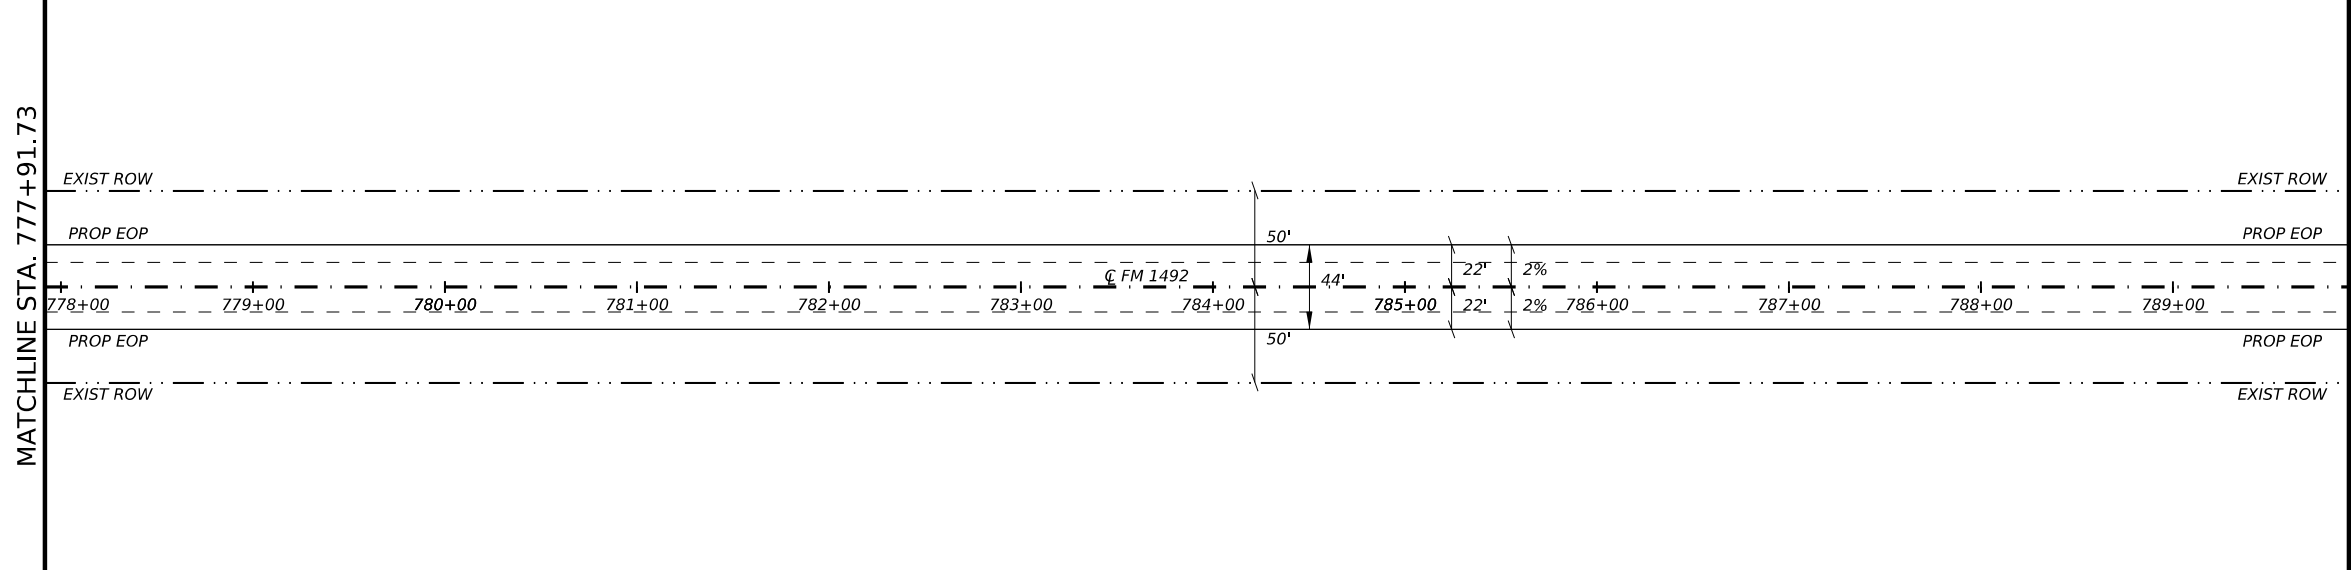 MATCHLINE STA. 777+91.73
EXIST ROW
EXIST ROW
PROP EOP
50'
PROP EOP
℄ FM 1492
44'
22'
2%
778+00
779+00
780+00
781+00
782+00
783+00
784+00
785+00
22'
2%
786+00
787+00
788+00
789+00
PROP EOP
50'
PROP EOP
EXIST ROW
EXIST ROW